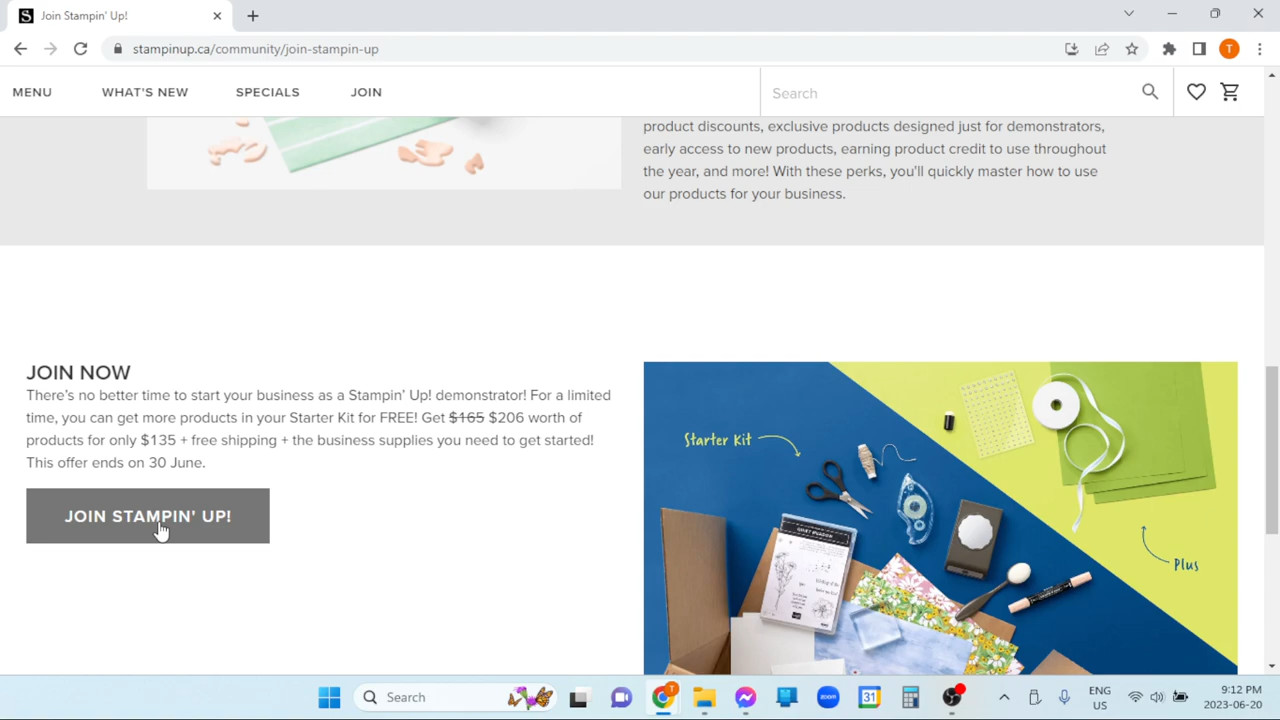 Join Stampin' Up!
stampinup.ca/community/join-stampin-up
T
MENU
WHAT'S NEW
SPECIALS
JOIN
Search
product discounts, exclusive products designed just for demonstrators,
early access to new products, earning product credit to use throughout
the year, and more! With these perks, you'll quickly master how to use
our products for your business.
JOIN NOW
There's no better time to start your business as a Stampin' Up! demonstrator! For a limited
time, you can get more products in your Starter Kit for FREE! Get $165 $206 worth of
products for only $135 + free shipping + the business supplies you need to get started!
This offer ends on 30 June.
JOIN STAMPIN' UP!
Starter Kit
QUIET MEADOW
Plus
Search
zoom
31
ENG
US
9:12 PM
2023-06-20